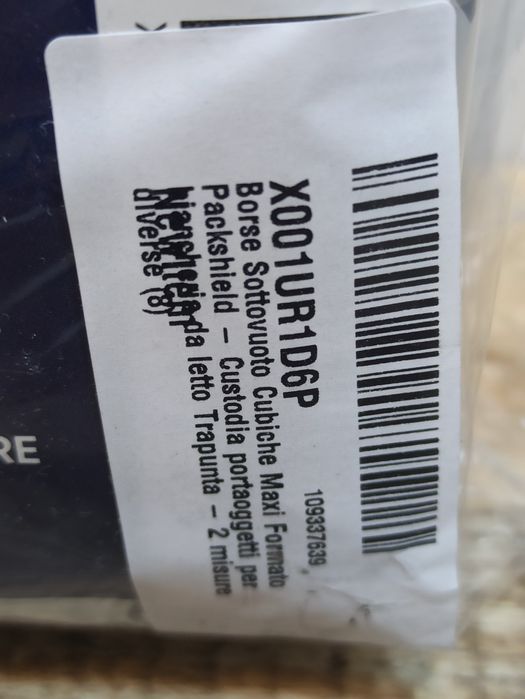 109337639
X001UR1D6P
Borse Sottovuoto Cubiche Maxi Formato
Packshield – Custodia portaoggetti per
biancheria da letto Trapunta – 2 misure
diverse (8)
RE